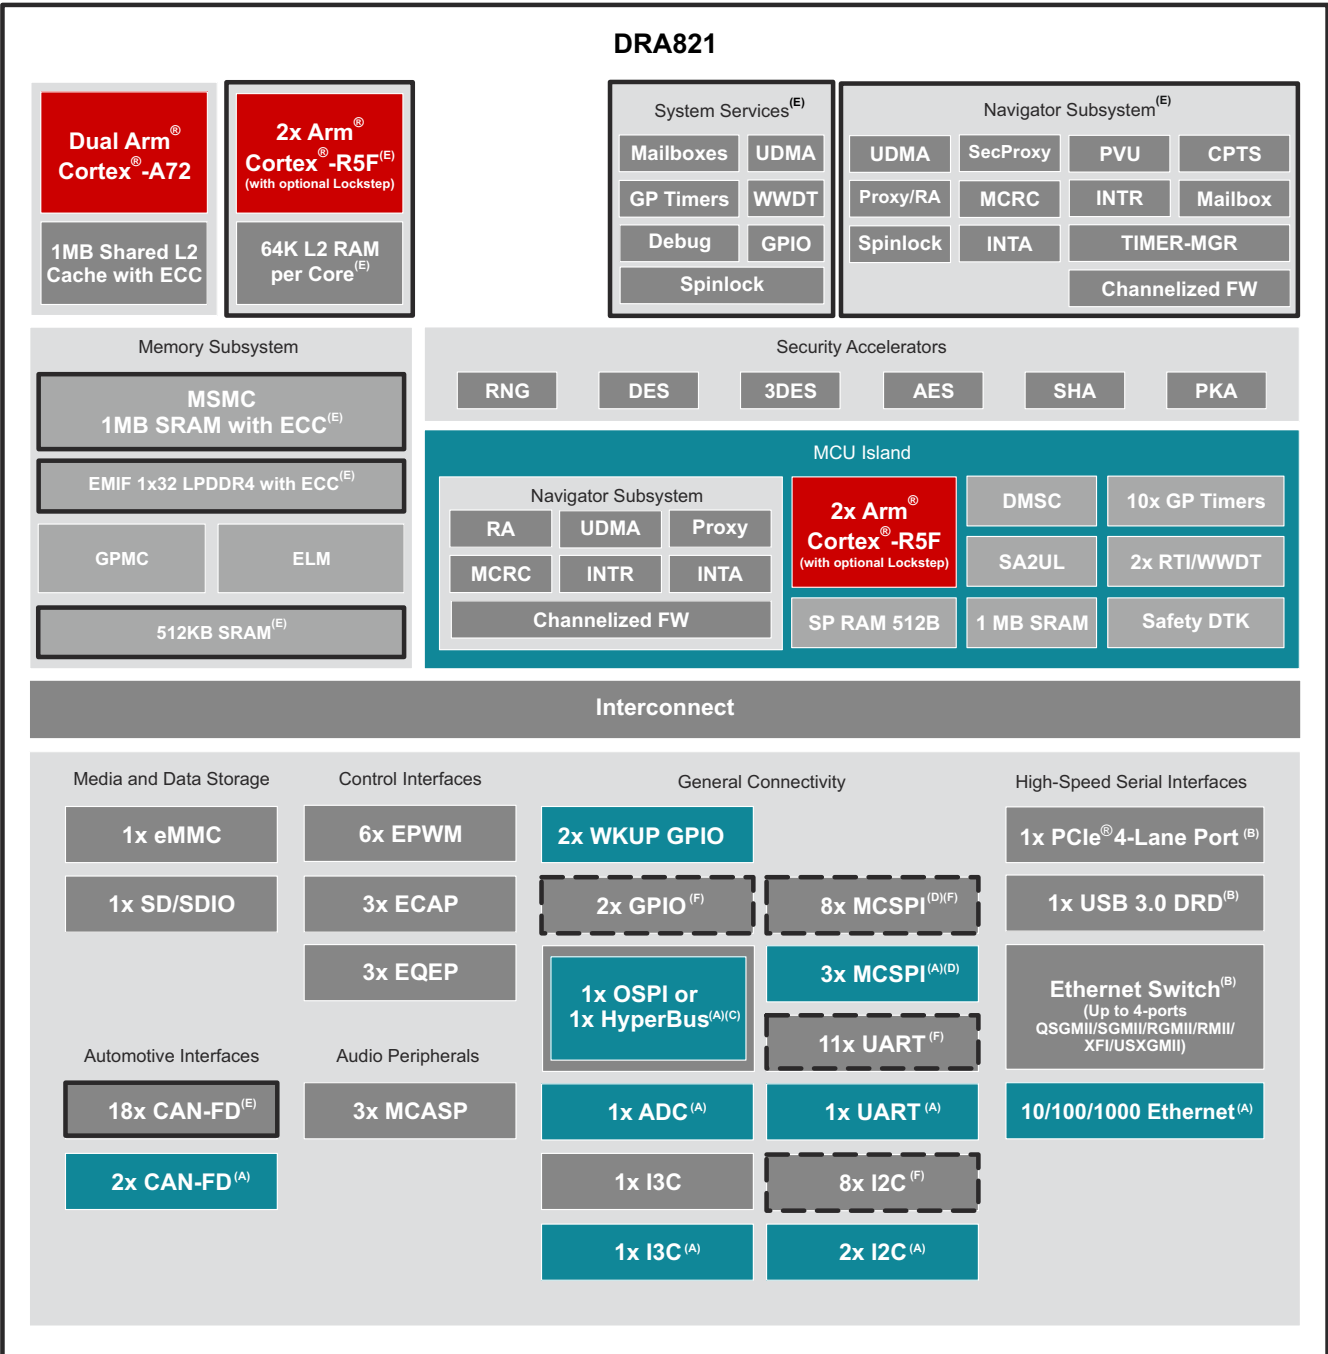 DRA821
Dual Arm®
Cortex®-A72
1MB Shared L2
Cache with ECC
2x Arm®
Cortex®-R5F(E)
(with optional Lockstep)
64K L2 RAM
per Core(E)
System Services(E)
Mailboxes
UDMA
GP Timers
WWDT
Debug
GPIO
Spinlock
Navigator Subsystem(E)
UDMA
SecProxy
PVU
CPTS
Proxy/RA
MCRC
INTR
Mailbox
Spinlock
INTA
TIMER-MGR
Channelized FW
Memory Subsystem
MSMC
1MB SRAM with ECC(E)
EMIF 1x32 LPDDR4 with ECC(E)
GPMC
ELM
512KB SRAM(E)
Security Accelerators
RNG
DES
3DES
AES
SHA
PKA
MCU Island
Navigator Subsystem
RA
UDMA
Proxy
MCRC
INTR
INTA
Channelized FW
2x Arm®
Cortex®-R5F
(with optional Lockstep)
DMSC
10x GP Timers
SA2UL
2x RTI/WWDT
SP RAM 512B
1 MB SRAM
Safety DTK
Interconnect
Media and Data Storage
1x eMMC
1x SD/SDIO
Automotive Interfaces
18x CAN-FD(E)
2x CAN-FD(A)
Control Interfaces
6x EPWM
3x ECAP
3x EQEP
Audio Peripherals
3x MCASP
General Connectivity
2x WKUP GPIO
2x GPIO(F)
8x MCSPI(D)(F)
1x OSPI or
1x HyperBus(A)(C)
3x MCSPI(A)(D)
11x UART(F)
1x ADC(A)
1x UART(A)
1x I3C
8x I2C(F)
1x I3C(A)
2x I2C(A)
High-Speed Serial Interfaces
1x PCIe® 4-Lane Port (B)
1x USB 3.0 DRD(B)
Ethernet Switch(B)
(Up to 4-ports
QSGMII/SGMII/RGMII/RMII/
XFI/USXGMII)
10/100/1000 Ethernet(A)